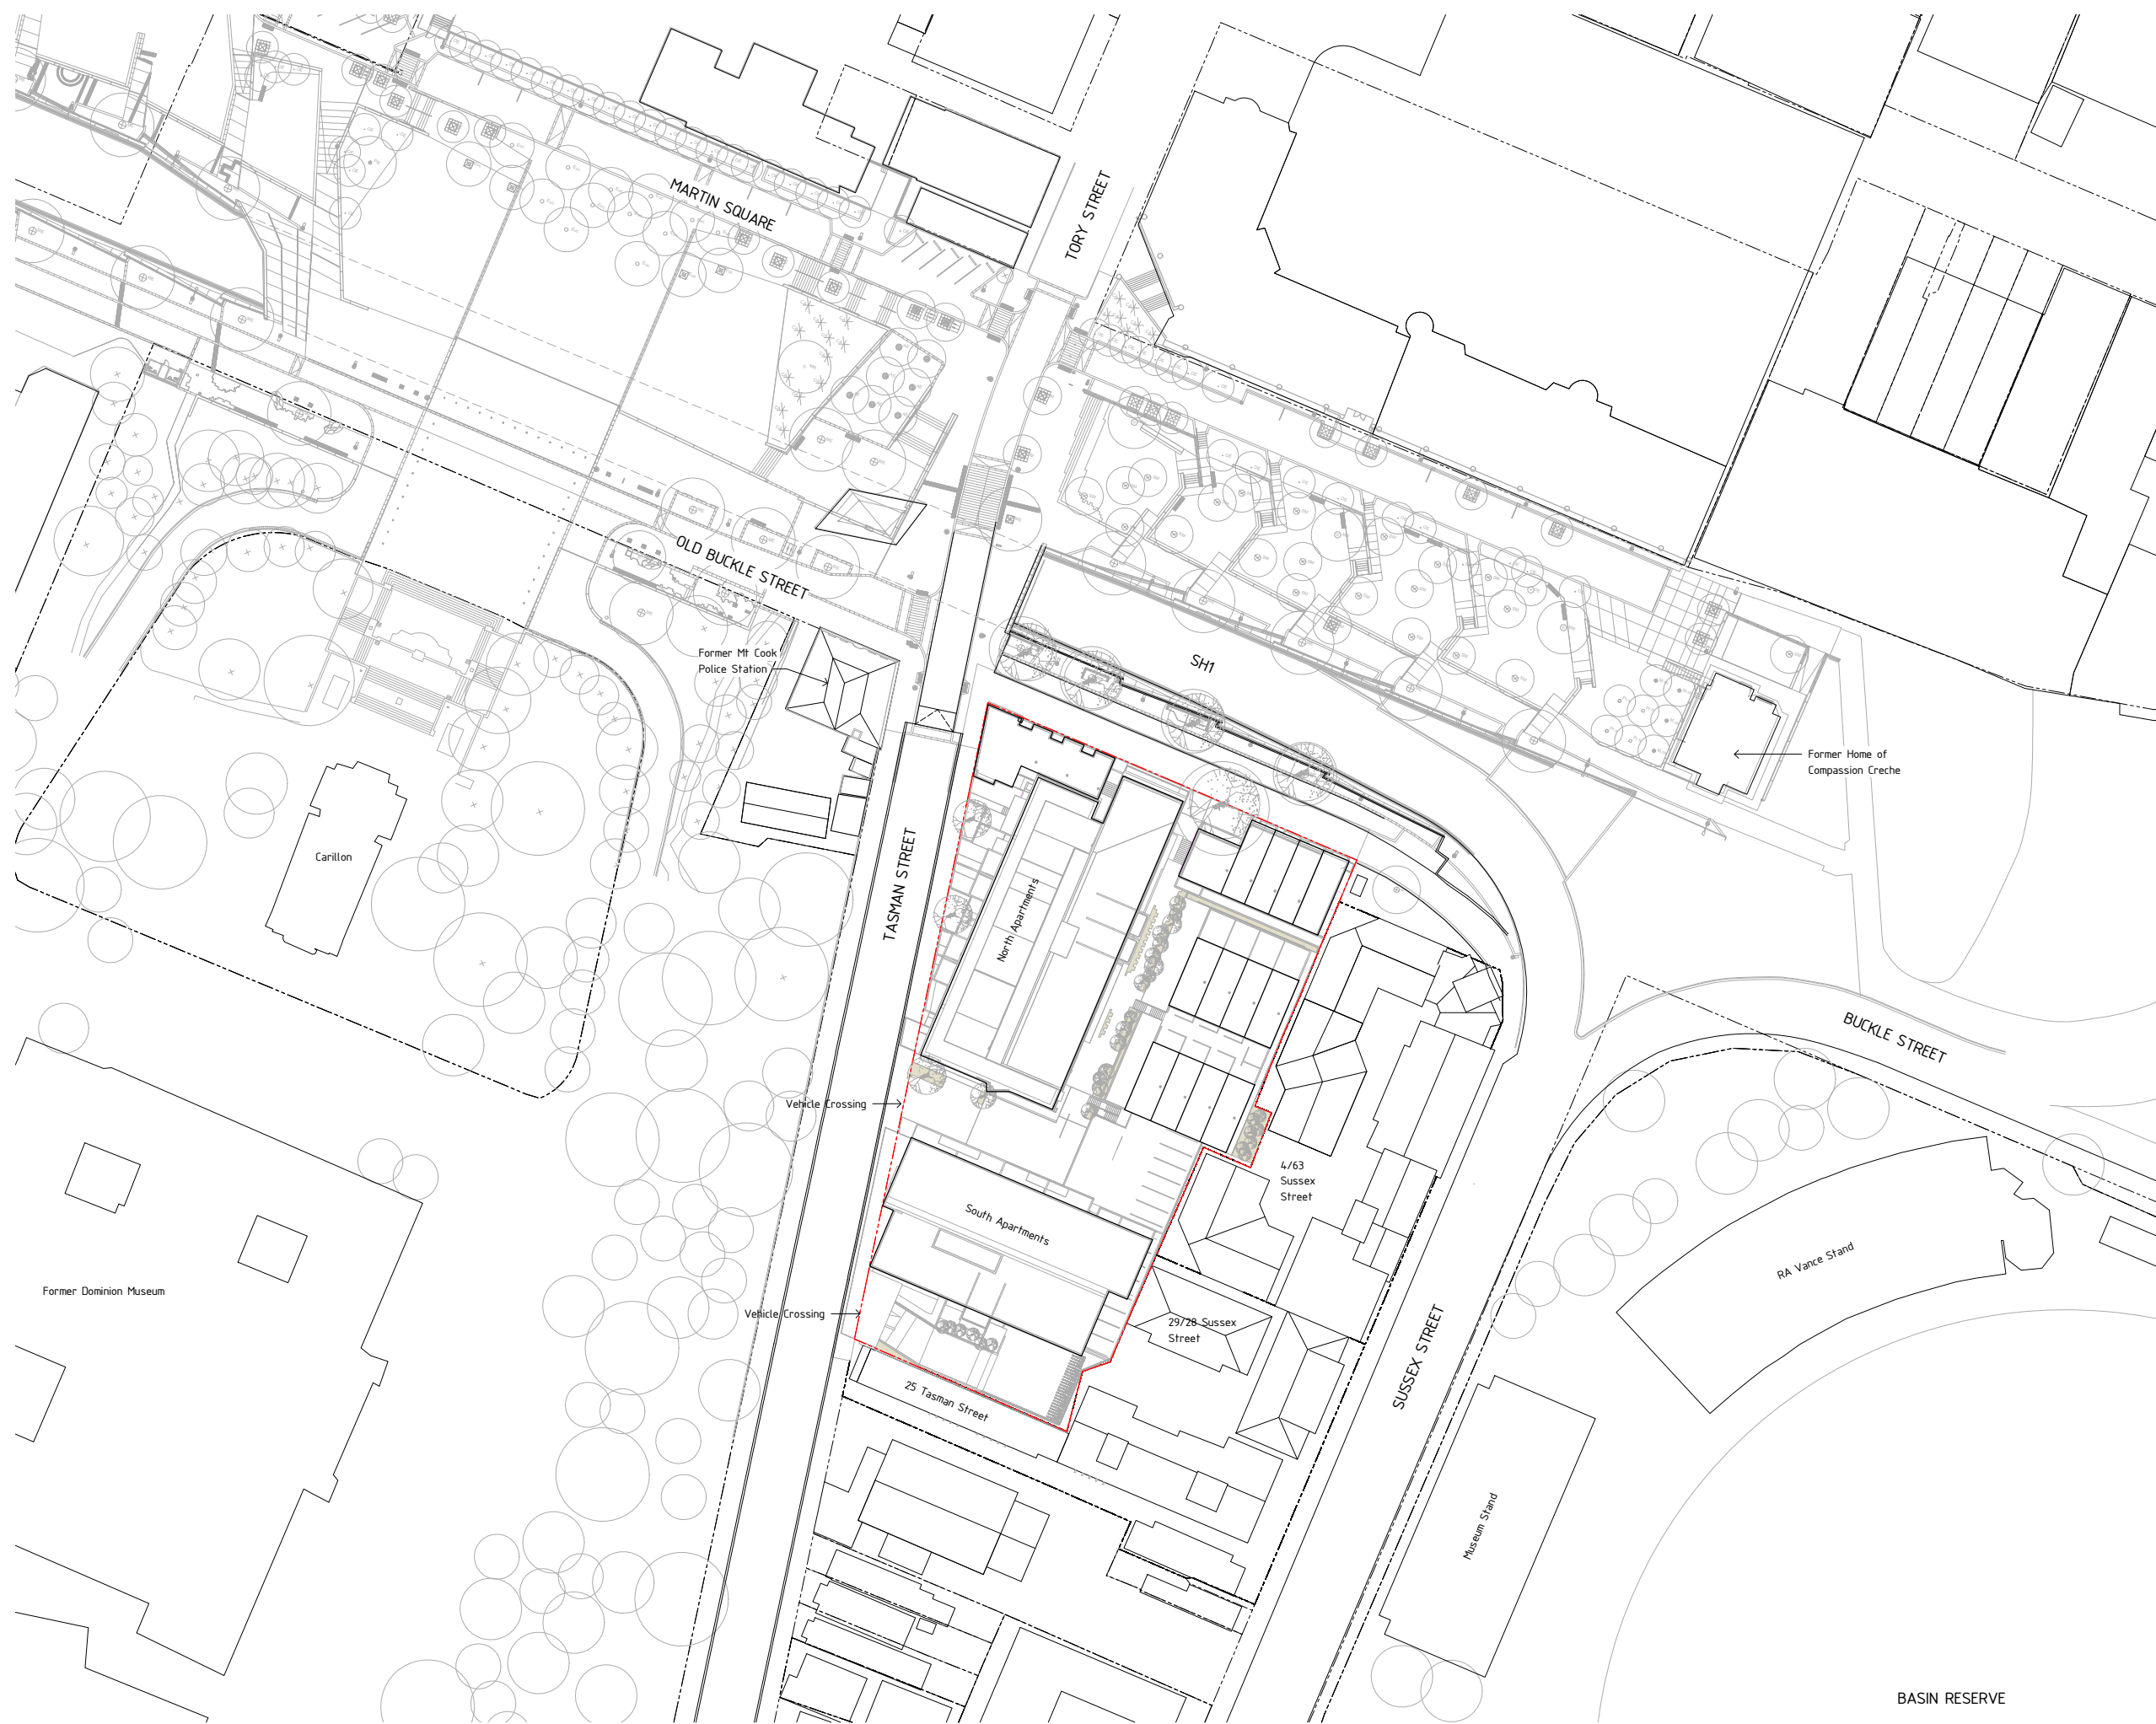 MARTIN SQUARE
TORY STREET
OLD BUCKLE STREET
Former Mt Cook
Police Station
SH1
Former Home of
Compassion Creche
Carillon
TASMAN STREET
North Apartments
BUCKLE STREET
Vehicle Crossing
4/63
Sussex
Street
South Apartments
RA Vance Stand
Former Dominion Museum
Vehicle Crossing
29/28 Sussex
Street
SUSSEX STREET
25 Tasman Street
Museum Stand
BASIN RESERVE